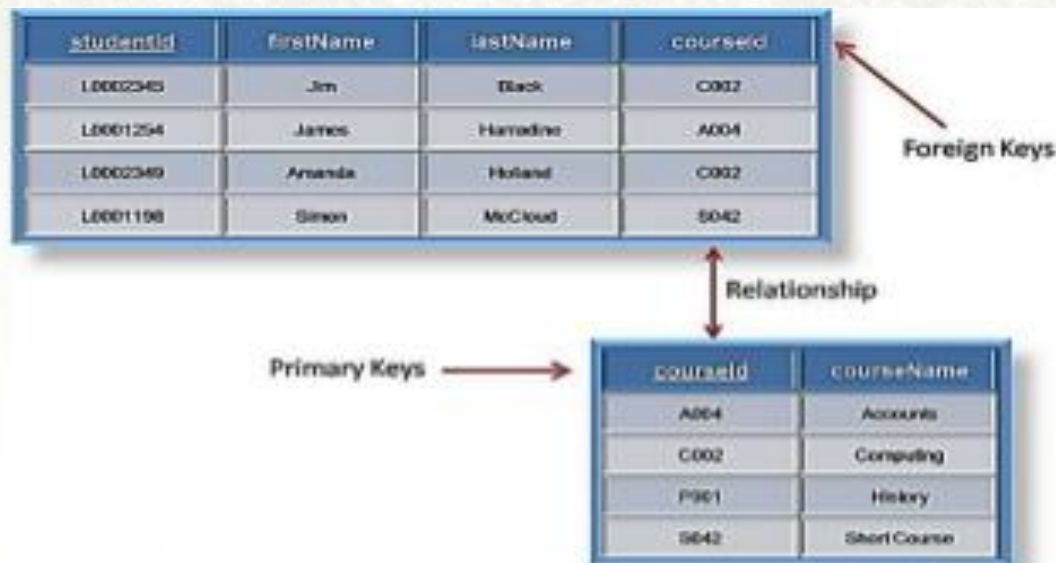 studentId firstName lastName courseId
L0002345 Jim Black C002
L0001254 James Harradine A004
L0002349 Amanda Holland C002
L0001198 Simon McCloud S042
Foreign Keys
Relationship
Primary Keys
courseId courseName
A004 Accounts
C002 Computing
P301 History
S042 Short Course